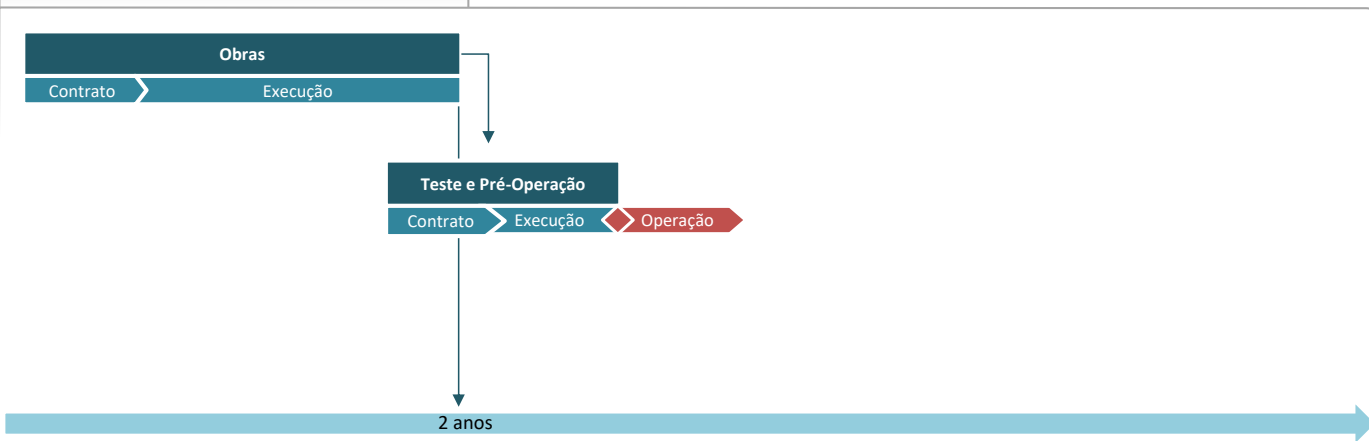 Obras
Contrato
Execução
Teste e Pré-Operação
Contrato
Execução
Operação
2 anos